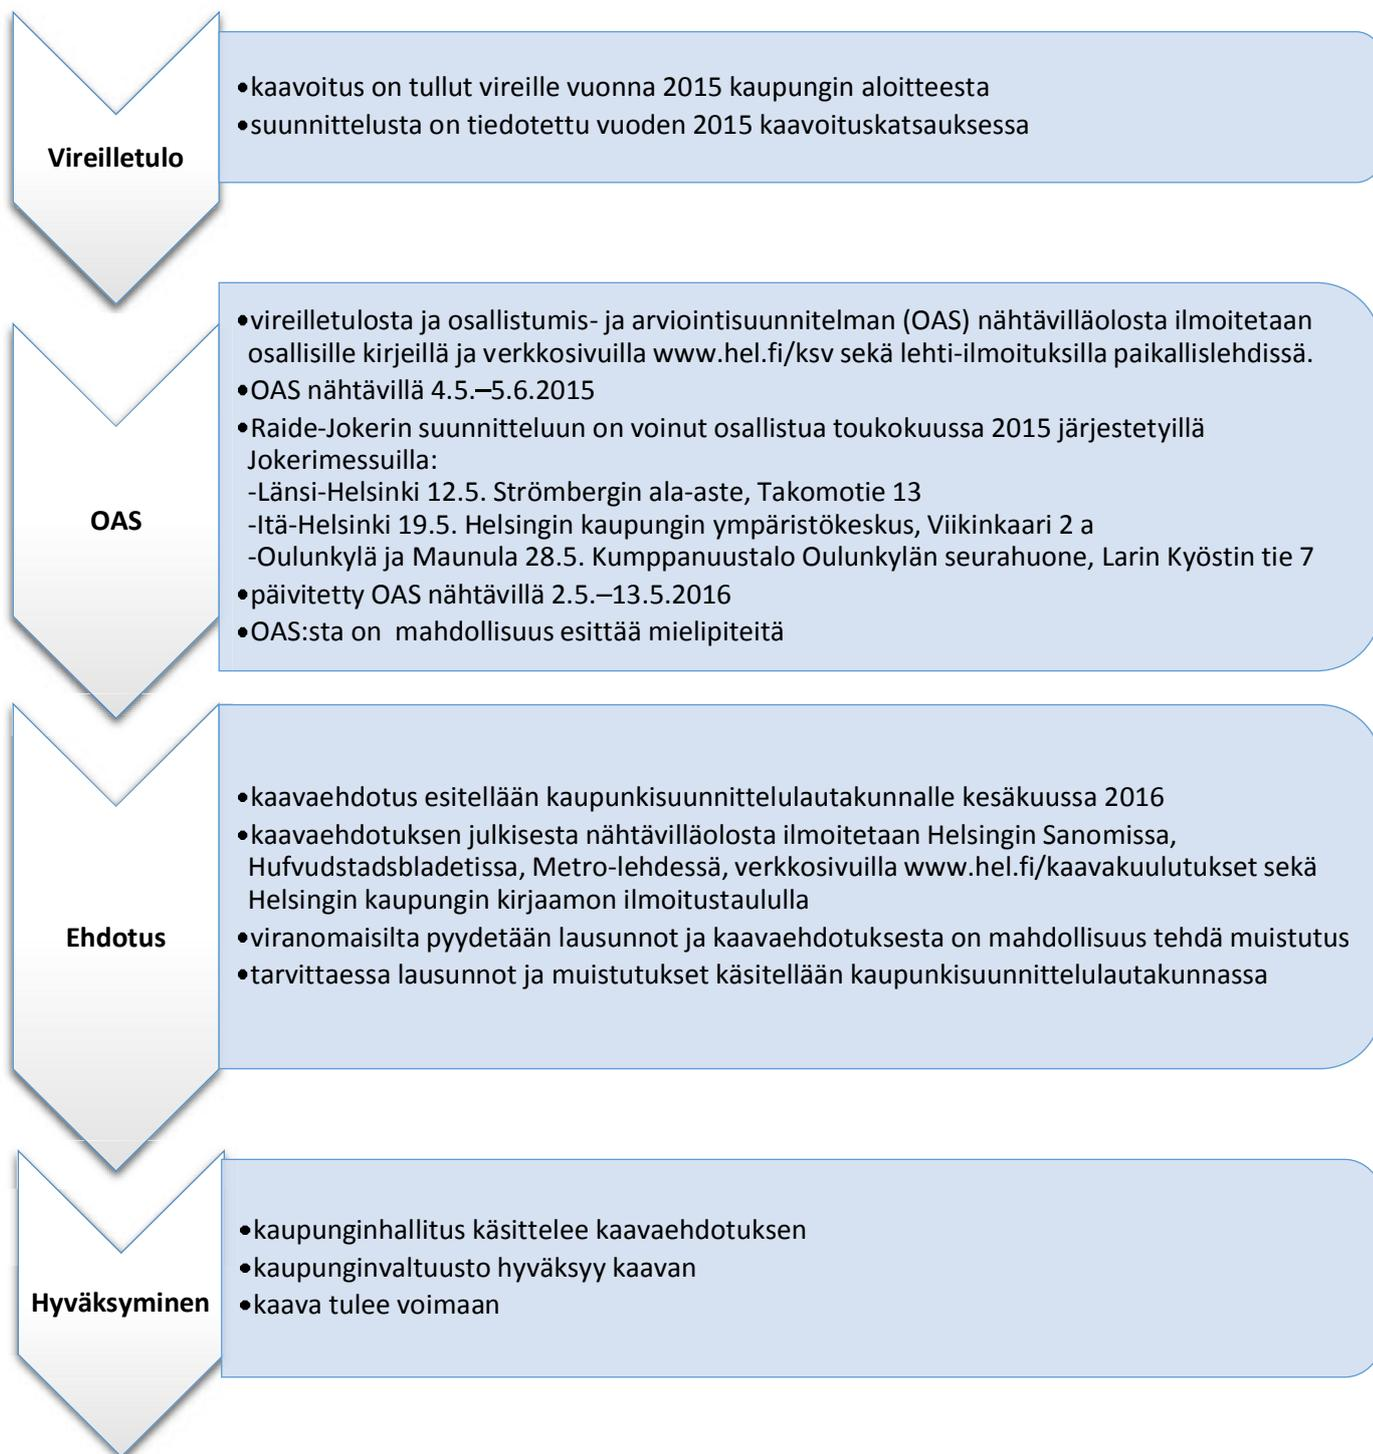 Vireilletulo
•kaavoitus on tullut vireille vuonna 2015 kaupungin aloitteesta
•suunnittelusta on tiedotettu vuoden 2015 kaavoituskatsauksessa
OAS
•vireilletulosta ja osallistumis- ja arviointisuunnitelman (OAS) nähtävilläolosta ilmoitetaan
osallisille kirjeillä ja verkkosivuilla www.hel.fi/ksv sekä lehti-ilmoituksilla paikallislehdissä.
•OAS nähtävillä 4.5.–5.6.2015
•Raide-Jokerin suunnitteluun on voinut osallistua toukokuussa 2015 järjestetyillä
Jokerimessuilla:
-Länsi-Helsinki 12.5. Strömbergin ala-aste, Takomotie 13
-Itä-Helsinki 19.5. Helsingin kaupungin ympäristökeskus, Viikinkaari 2 a
-Oulunkylä ja Maunula 28.5. Kumppanuustalo Oulunkylän seurahuone, Larin Kyöstin tie 7
•päivitetty OAS nähtävillä 2.5.–13.5.2016
•OAS:sta on mahdollisuus esittää mielipiteitä
Ehdotus
•kaavaehdotus esitellään kaupunkisuunnittelulautakunnalle kesäkuussa 2016
•kaavaehdotuksen julkisesta nähtävilläolosta ilmoitetaan Helsingin Sanomissa,
Hufvudstadsbladetissa, Metro-lehdessä, verkkosivuilla www.hel.fi/kaavakuulutukset sekä
Helsingin kaupungin kirjaamon ilmoitustaululla
•viranomaisilta pyydetään lausunnot ja kaavaehdotuksesta on mahdollisuus tehdä muistutus
•tarvittaessa lausunnot ja muistutukset käsitellään kaupunkisuunnittelulautakunnassa
Hyväksyminen
•kaupunginhallitus käsittelee kaavaehdotuksen
•kaupunginvaltuusto hyväksyy kaavan
•kaava tulee voimaan